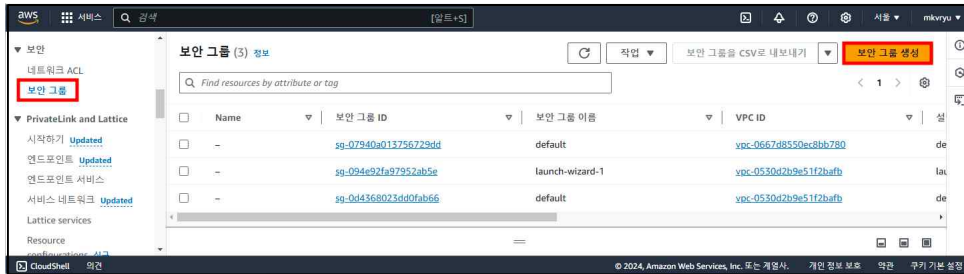 aws 서비스 검색 [알트+S] 서울 ▼ mkvryu ▼
▼ 보안
네트워크 ACL
보안 그룹
▼ PrivateLink and Lattice
시작하기 Updated
엔드포인트 Updated
엔드포인트 서비스
서비스 네트워크 Updated
Lattice services
Resource
보안 그룹 (3) 정보 작업 ▼ 보안 그룹을 CSV로 내보내기 ▼ 보안 그룹 생성
Find resources by attribute or tag < 1 >
Name 보안 그룹 ID 보안 그룹 이름 VPC ID 설
– sg-07940a013756729dd default vpc-0667d8550ec8bb780 de
– sg-094e92fa97952ab5e launch-wizard-1 vpc-0530d2b9e51f2bafb lau
– sg-0d4368023dd0fab66 default vpc-0530d2b9e51f2bafb de
CloudShell 의견 © 2024, Amazon Web Services, Inc. 또는 계열사. 개인 정보 보호 약관 쿠키 기본 설정